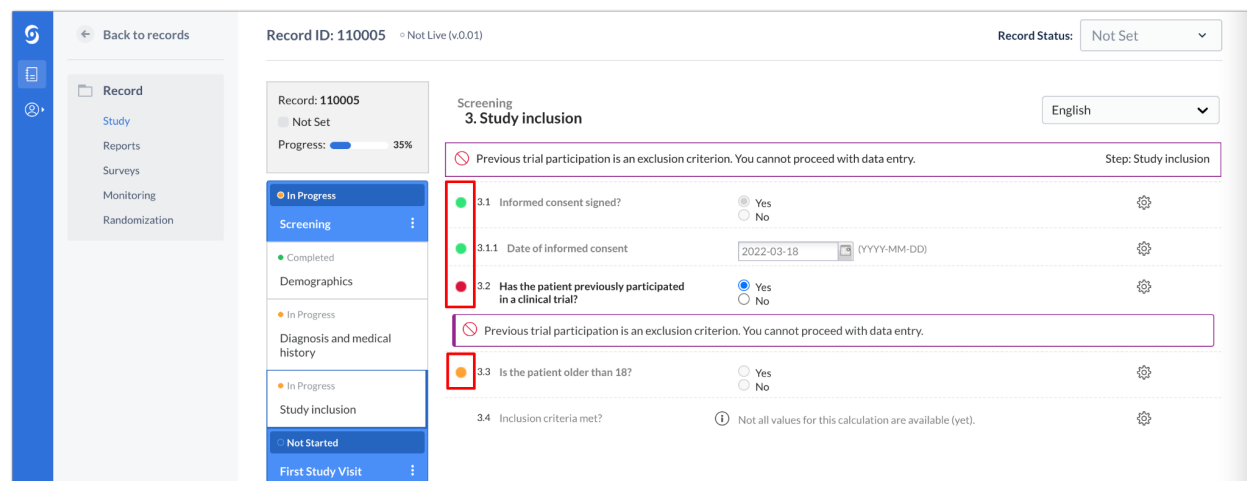 Back to records
Record ID: 110005
Not Live (v.0.01)
Record Status:
Not Set
Record
Study
Reports
Surveys
Monitoring
Randomization
Record: 110005
Not Set
Progress: 35%
In Progress
Screening
Completed
Demographics
In Progress
Diagnosis and medical
history
In Progress
Study inclusion
Not Started
First Study Visit
Screening
3. Study inclusion
English
Previous trial participation is an exclusion criterion. You cannot proceed with data entry.
Step: Study inclusion
3.1 Informed consent signed?
Yes
No
3.1.1 Date of informed consent
2022-03-18
(YYYY-MM-DD)
3.2 Has the patient previously participated
in a clinical trial?
Yes
No
Previous trial participation is an exclusion criterion. You cannot proceed with data entry.
3.3 Is the patient older than 18?
Yes
No
3.4 Inclusion criteria met?
Not all values for this calculation are available (yet).